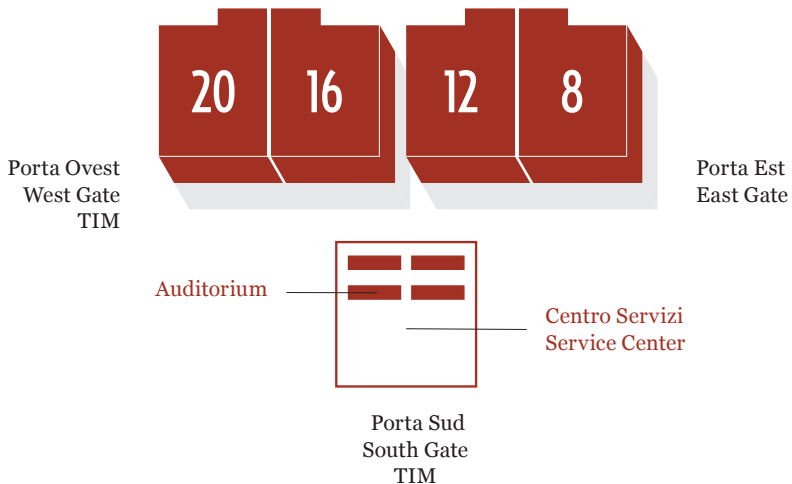 20
16
12
8
Porta Ovest
West Gate
TIM
Porta Est
East Gate
Auditorium
Centro Servizi
Service Center
Porta Sud
South Gate
TIM